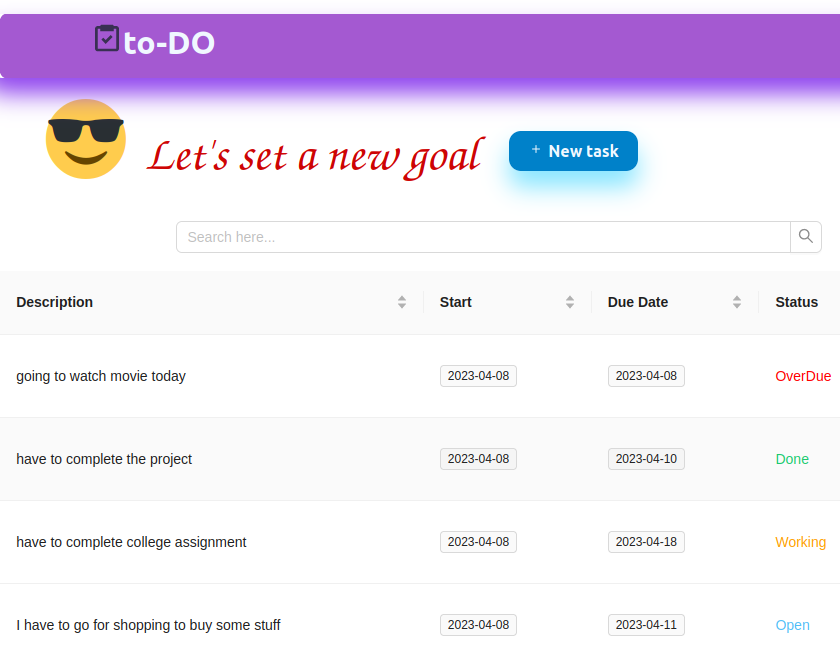 to-DO
Let's set a new goal
+ New task
Search here...
Description Start Due Date Status
going to watch movie today 2023-04-08 2023-04-08 OverDue
have to complete the project 2023-04-08 2023-04-10 Done
have to complete college assignment 2023-04-08 2023-04-18 Working
I have to go for shopping to buy some stuff 2023-04-08 2023-04-11 Open